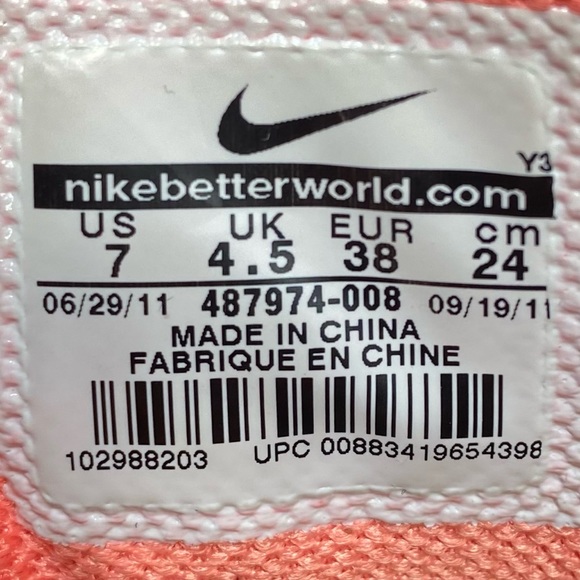 Y3
nikebetterworld.com
US UK EUR cm
7 4.5 38 24
06/29/11 487974-008 09/19/11
MADE IN CHINA
FABRIQUE EN CHINE
102988203 UPC 00883419654398